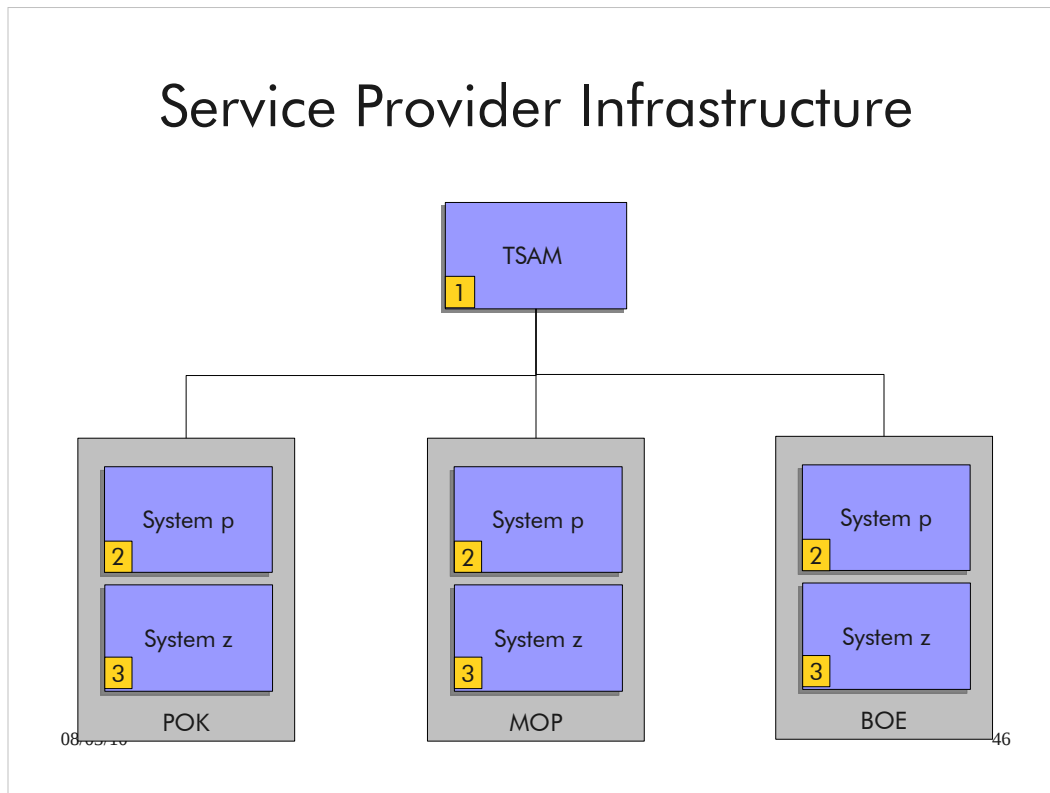 Service Provider Infrastructure
TSAM
1
System p
2
System z
3
POK
System p
2
System z
3
MOP
System p
2
System z
3
BOE
46